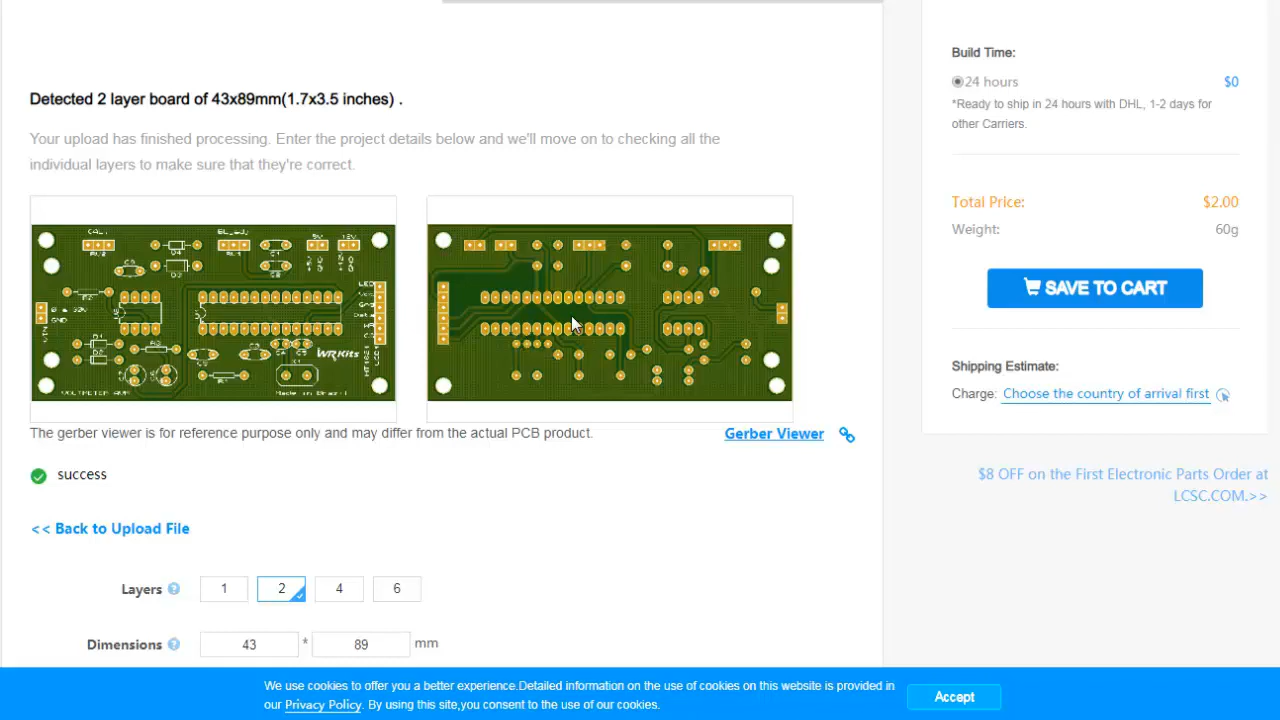 Build Time:
24 hours $0
*Ready to ship in 24 hours with DHL, 1-2 days for
other Carriers.
Total Price: $2.00
Weight: 60g
SAVE TO CART
Shipping Estimate:
Charge: Choose the country of arrival first
$8 OFF on the First Electronic Parts Order at
LCSC.COM.>>
Detected 2 layer board of 43x89mm(1.7x3.5 inches) .
Your upload has finished processing. Enter the project details below and we'll move on to checking all the
individual layers to make sure that they're correct.
WRKits
Made in Brazil
The gerber viewer is for reference purpose only and may differ from the actual PCB product.
Gerber Viewer
success
<< Back to Upload File
Layers 1 2 4 6
Dimensions 43 * 89 mm
We use cookies to offer you a better experience.Detailed information on the use of cookies on this website is provided in
our Privacy Policy. By using this site,you consent to the use of our cookies.
Accept